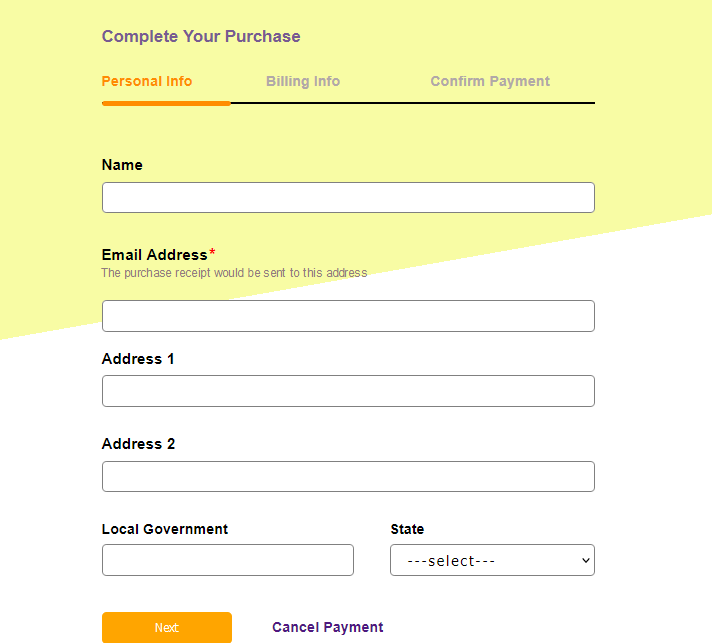 Complete Your Purchase
Personal Info Billing Info Confirm Payment
Name
Email Address*
The purchase receipt would be sent to this address
Address 1
Address 2
Local Government State
---select---
Next Cancel Payment